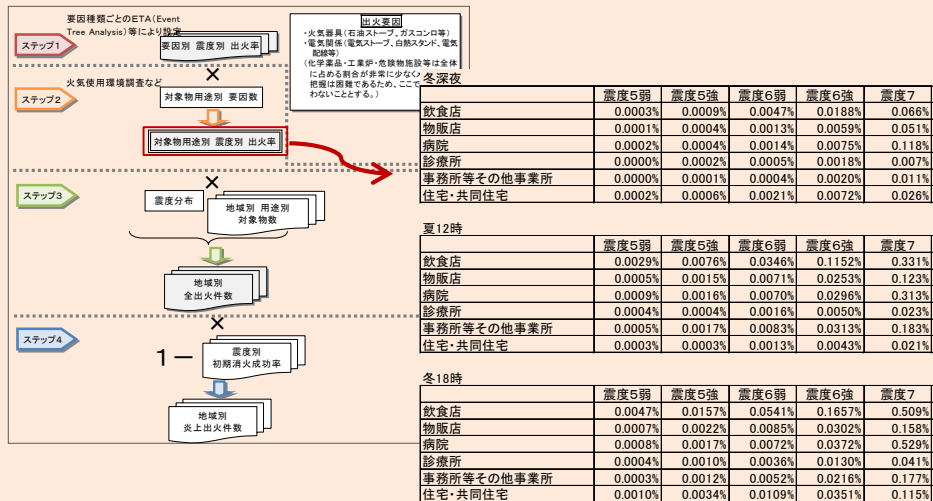 要因種類ごとのETA(Event
Tree Analysis)等により設定
ステップ1
要因別 震度別 出火率
出火要因
・火気器具(石油ストーブ、ガスコンロ等)
・電気関係(電気ストーブ、白熱スタンド、電気
配線等)
(化学薬品・工業炉・危険物施設等は全体
に占める割合が非常に少なく
把握は困難であるため、ここで
わないこととする。)
×
火気使用環境調査など
ステップ2
対象物用途別 要因数
対象物用途別 震度別 出火率
×
ステップ3
震度分布
地域別 用途別
対象物数
地域別
全出火件数
×
ステップ4
1－
震度別
初期消火成功率
地域別
炎上出火件数
冬深夜
震度5弱 震度5強 震度6弱 震度6強 震度7
飲食店 0.0003% 0.0009% 0.0047% 0.0188% 0.066%
物販店 0.0001% 0.0004% 0.0013% 0.0059% 0.051%
病院 0.0002% 0.0004% 0.0014% 0.0075% 0.118%
診療所 0.0000% 0.0002% 0.0005% 0.0018% 0.007%
事務所等その他事業所 0.0000% 0.0001% 0.0004% 0.0020% 0.011%
住宅・共同住宅 0.0002% 0.0006% 0.0021% 0.0072% 0.026%
夏12時
震度5弱 震度5強 震度6弱 震度6強 震度7
飲食店 0.0029% 0.0076% 0.0346% 0.1152% 0.331%
物販店 0.0005% 0.0015% 0.0071% 0.0253% 0.123%
病院 0.0009% 0.0016% 0.0070% 0.0296% 0.313%
診療所 0.0004% 0.0004% 0.0016% 0.0050% 0.023%
事務所等その他事業所 0.0005% 0.0017% 0.0083% 0.0313% 0.183%
住宅・共同住宅 0.0003% 0.0003% 0.0013% 0.0043% 0.021%
冬18時
震度5弱 震度5強 震度6弱 震度6強 震度7
飲食店 0.0047% 0.0157% 0.0541% 0.1657% 0.509%
物販店 0.0007% 0.0022% 0.0085% 0.0302% 0.158%
病院 0.0008% 0.0017% 0.0072% 0.0372% 0.529%
診療所 0.0004% 0.0010% 0.0036% 0.0130% 0.041%
事務所等その他事業所 0.0003% 0.0012% 0.0052% 0.0216% 0.177%
住宅・共同住宅 0.0010% 0.0034% 0.0109% 0.0351% 0.115%